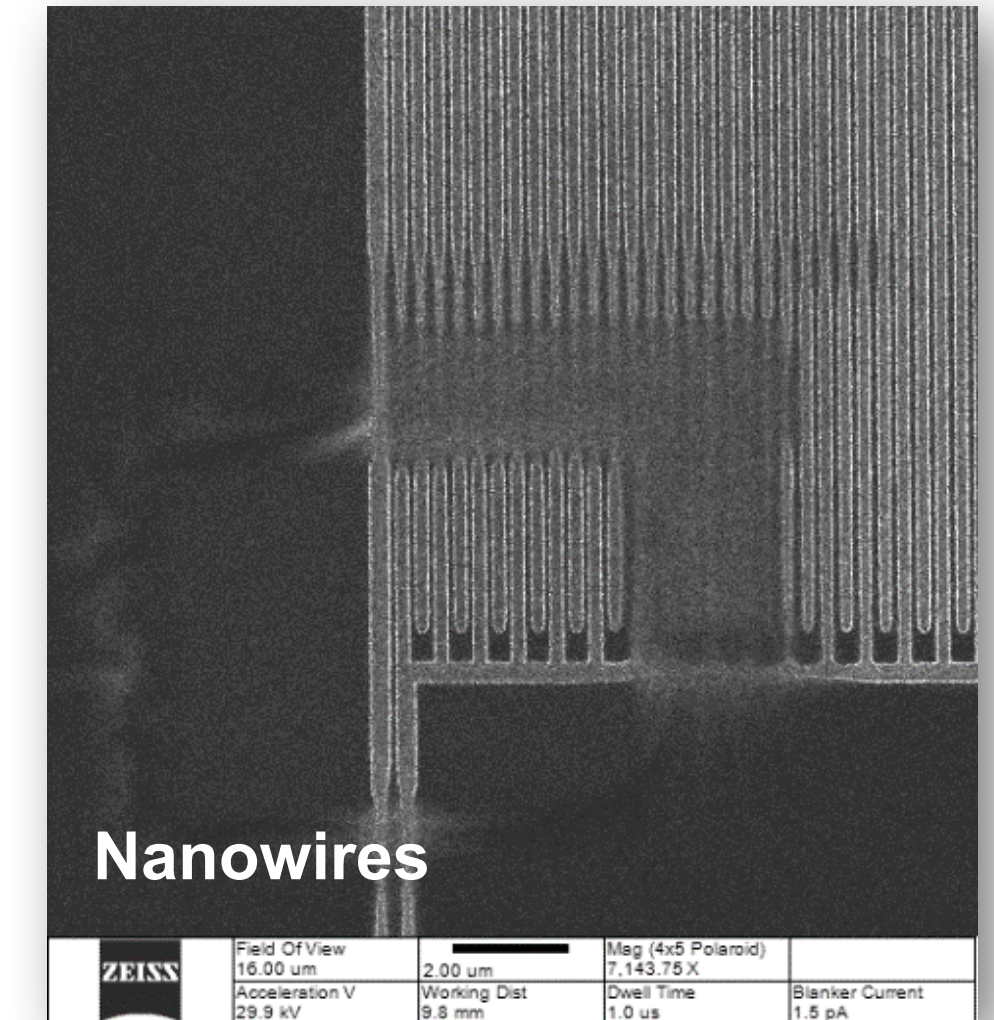 Nanowires
ZEISS
Field Of View
16.00 um
2.00 um
Mag (4x5 Polaroid)
7,143.75 X
Acceleration V
29.9 kV
Working Dist
9.8 mm
Dwell Time
1.0 us
Blanker Current
1.5 pA